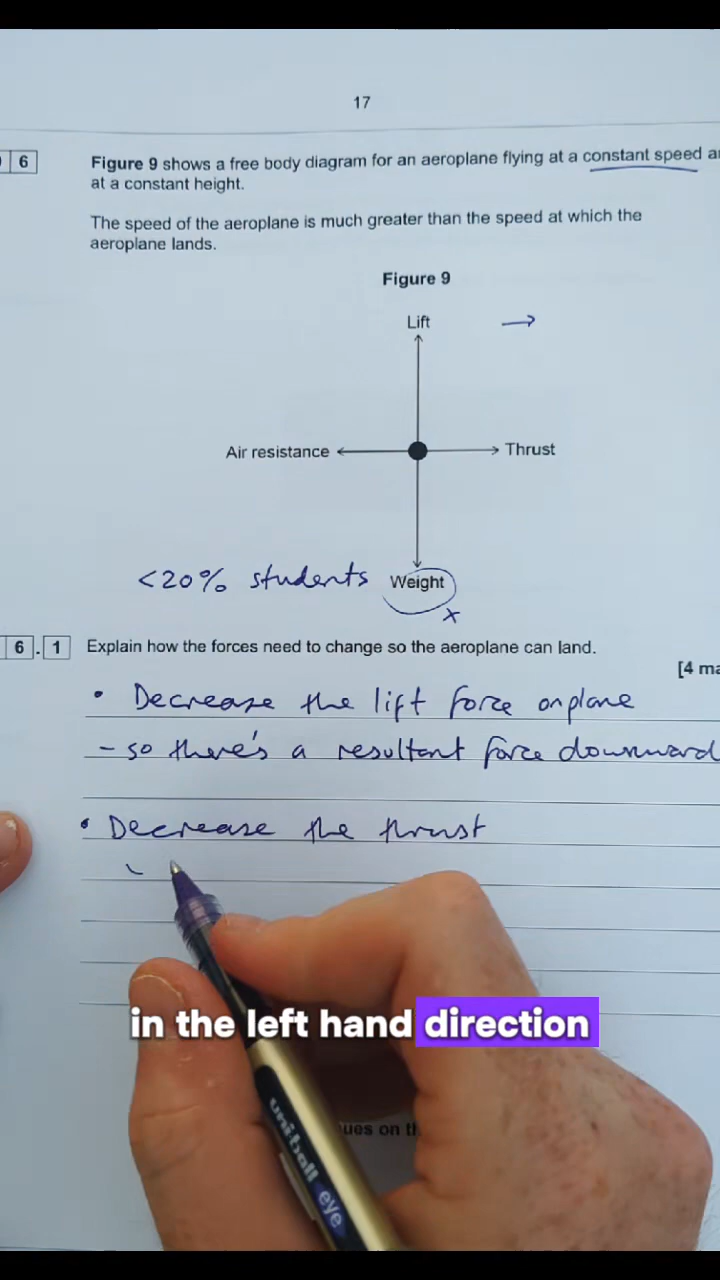 17
6
Figure 9 shows a free body diagram for an aeroplane flying at a constant speed
at a constant height.
The speed of the aeroplane is much greater than the speed at which the
aeroplane lands.
Figure 9
Lift
Air resistance
Thrust
<20% students
Weight
x
6 . 1 Explain how the forces need to change so the aeroplane can land.
[4
• Decrease the lift force on plane
- so there's a resultant force downward
• Decrease the thrust
in the left hand direction
uni-ball eye
on